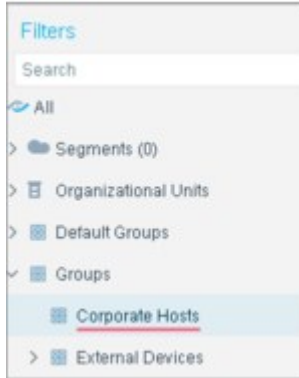 Filters
Search
All
Segments (0)
Organizational Units
Default Groups
Groups
Corporate Hosts
External Devices